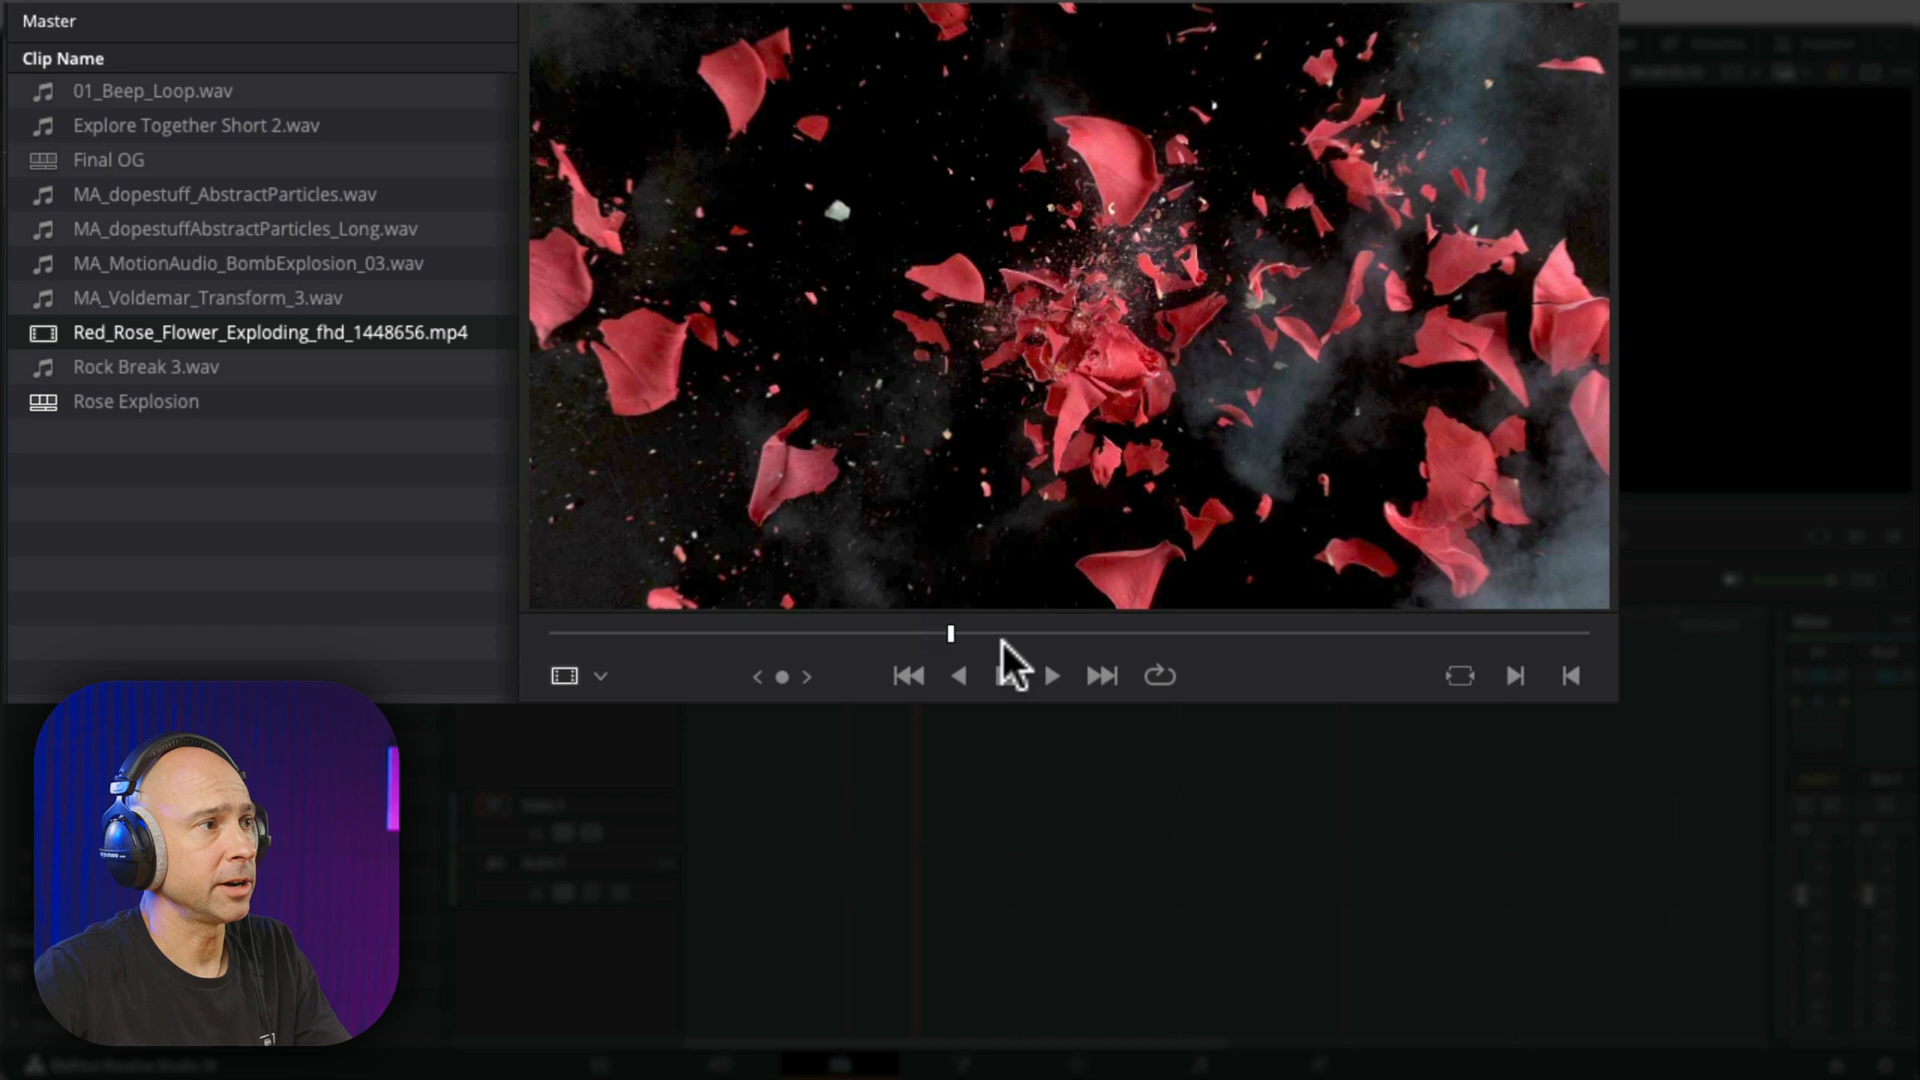 Master
Clip Name
01_Beep_Loop.wav
Explore Together Short 2.wav
Final OG
MA_dopestuff_AbstractParticles.wav
MA_dopestuffAbstractParticles_Long.wav
MA_MotionAudio_BombExplosion_03.wav
MA_Voldemar_Transform_3.wav
Red_Rose_Flower_Exploding_fhd_1448656.mp4
Rock Break 3.wav
Rose Explosion